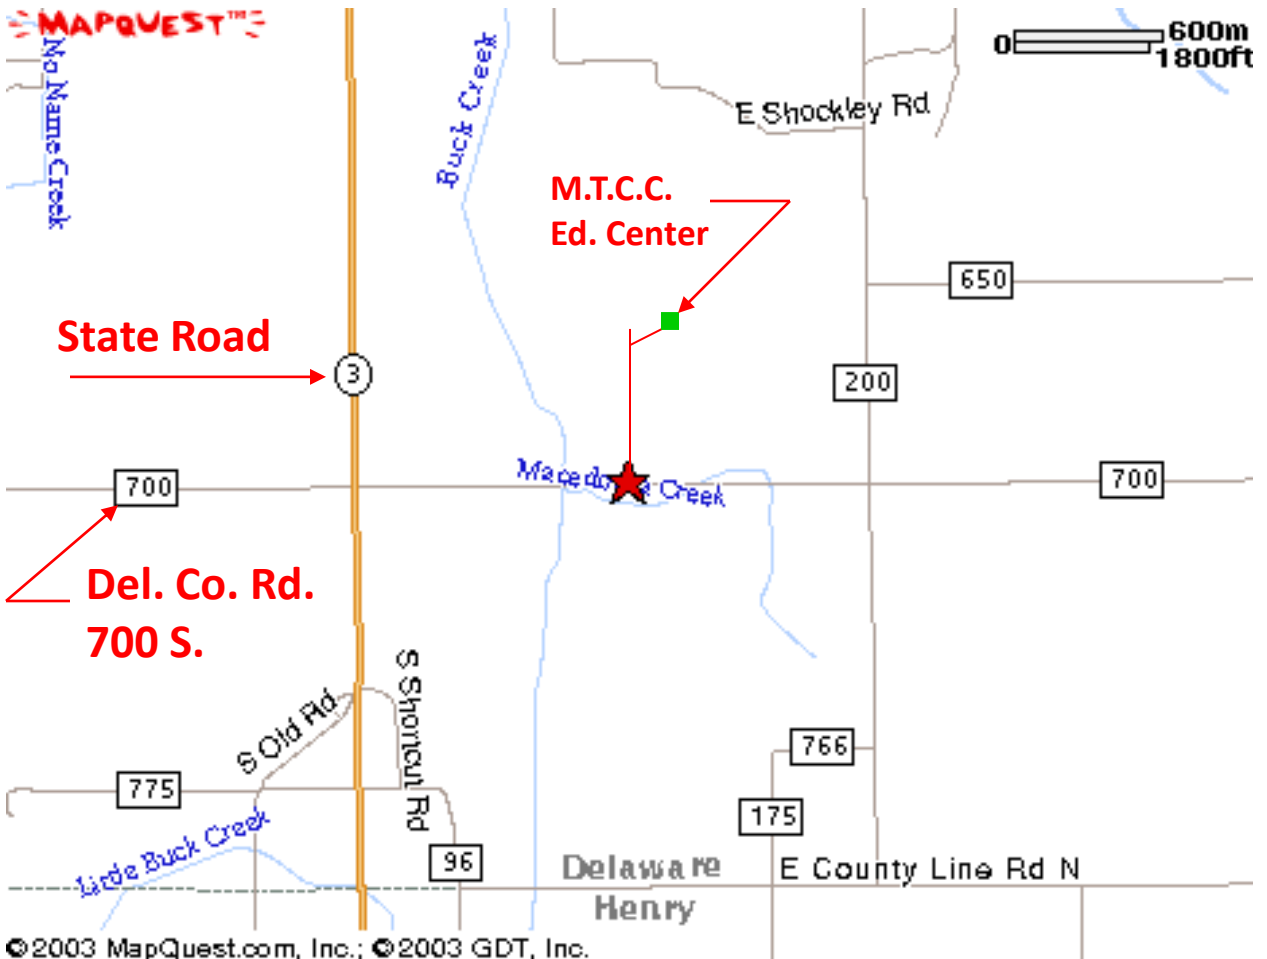 MAPQUEST™
0 600m
1800ft
No Name Creek
Buck Creek
E Shockley Rd
M.T.C.C.
Ed. Center
650
State Road
3
200
700
Macedo Creek
700
Del. Co. Rd.
700 S.
S Old Rd
S Shortcut Rd
766
775
175
Little Buck Creek
96
Delaware
E County Line Rd N
Henry
©2003 MapQuest.com, Inc.; ©2003 GDT, Inc.